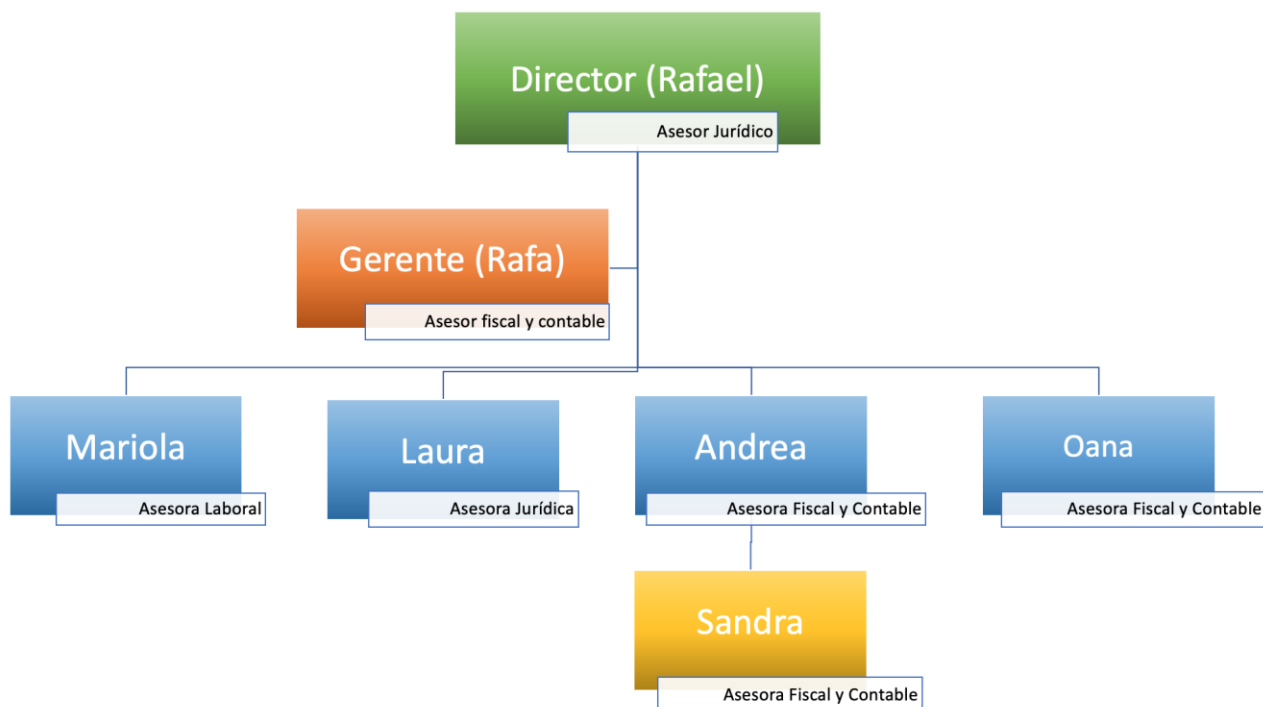 Director (Rafael)
Asesor Jurídico
Gerente (Rafa)
Asesor fiscal y contable
Mariola
Asesora Laboral
Laura
Asesora Jurídica
Andrea
Asesora Fiscal y Contable
Oana
Asesora Fiscal y Contable
Sandra
Asesora Fiscal y Contable